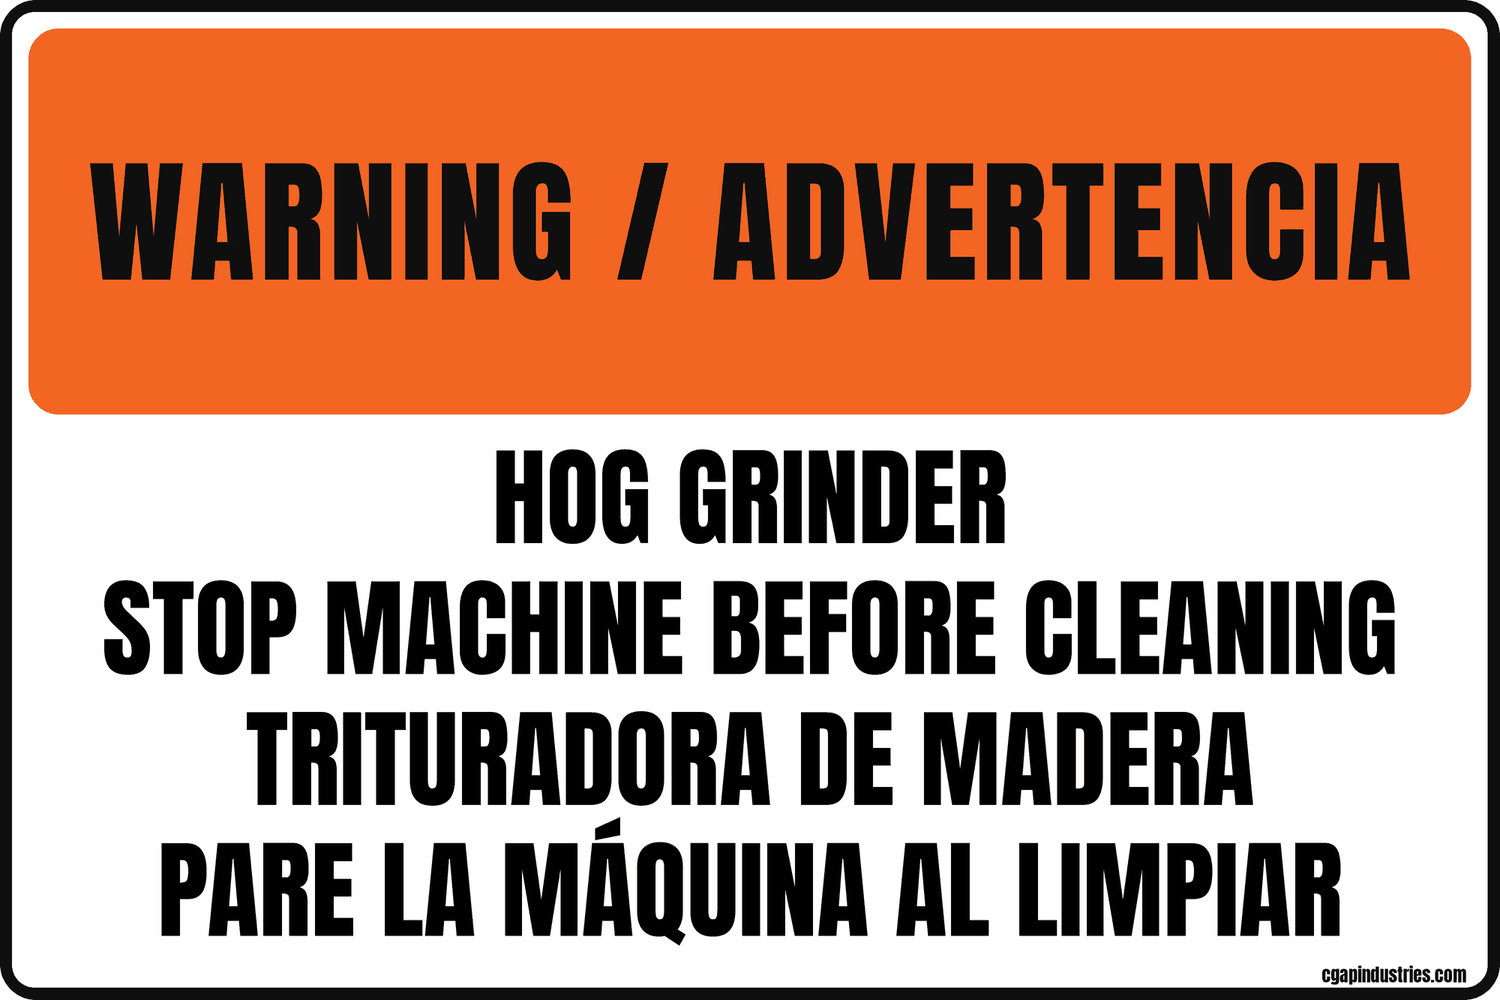 WARNING / ADVERTENCIA
HOG GRINDER
STOP MACHINE BEFORE CLEANING
TRITURADORA DE MADERA
PARE LA MÁQUINA AL LIMPIAR
cgapindustries.com